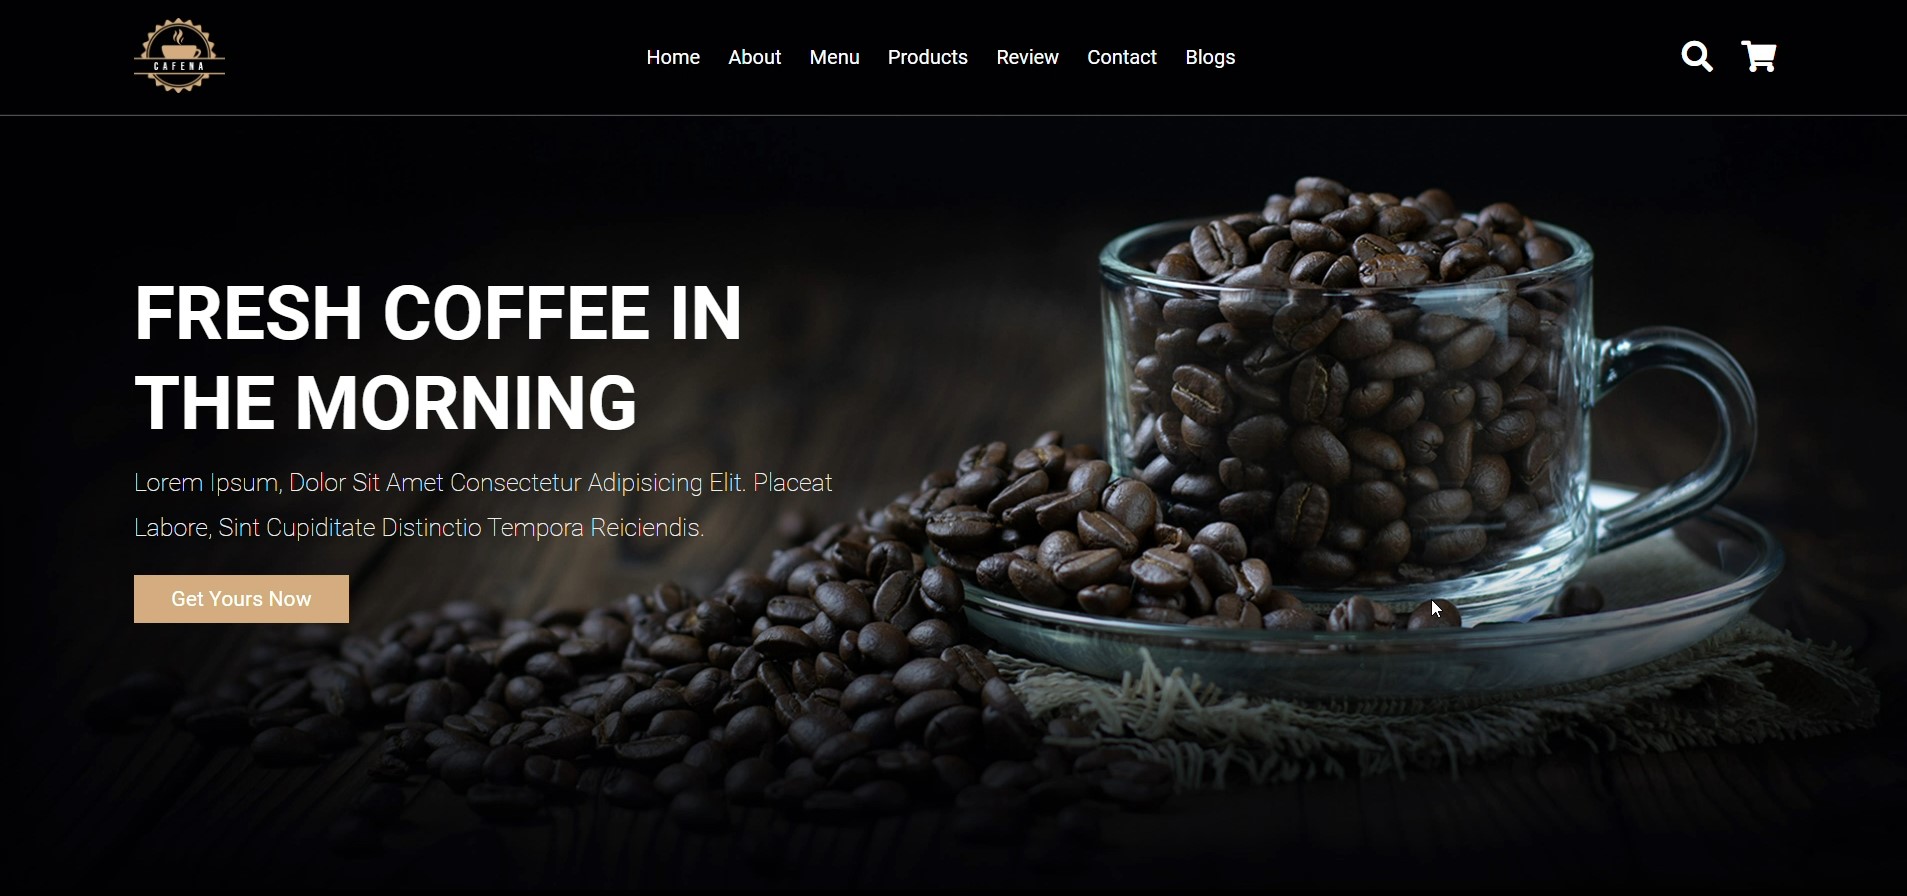 CAFENA
Home About Menu Products Review Contact Blogs
FRESH COFFEE IN
THE MORNING
Lorem Ipsum, Dolor Sit Amet Consectetur Adipisicing Elit. Placeat
Labore, Sint Cupiditate Distinctio Tempora Reiciendis.
Get Yours Now